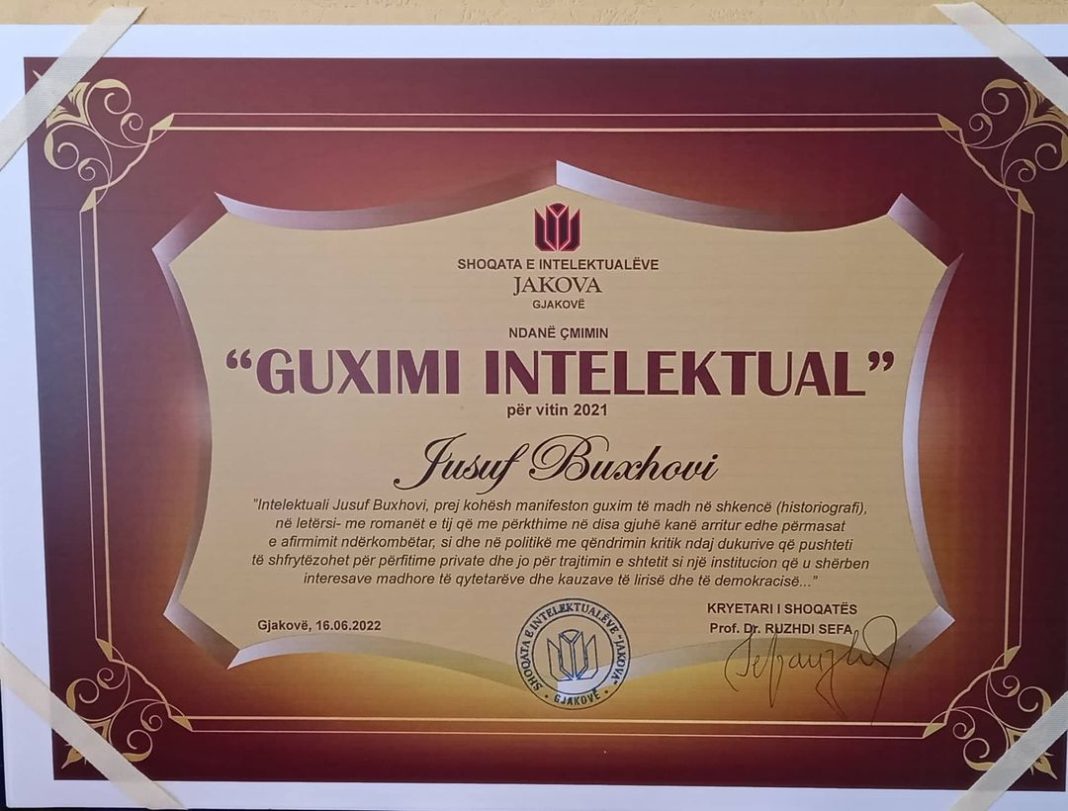 SHOQATA E INTELEKTUALËVE
JAKOVA
GJAKOVË
NDANË ÇMIMIN
“GUXIMI INTELEKTUAL”
për vitin 2021
Jusuf Buxhovi
"Intelektuali Jusuf Buxhovi, prej kohësh manifeston guxim të madh në shkencë (historiografi),
në letërsi- me romanët e tij që me përkthime në disa gjuhë kanë arritur edhe përmasat
e afirmimit ndërkombëtar, si dhe në politikë me qëndrimin kritik ndaj dukurive që pushteti
të shfrytëzohet për përfitime private dhe jo për trajtimin e shtetit si një institucion që u shërben
interesave madhore të qytetarëve dhe kauzave të lirisë dhe të demokracisë..."
Gjakovë, 16.06.2022
SHOQATA E INTELEKTUALËVE "JAKOVA"
• GJAKOVË •
KRYETARI I SHOQATËS
Prof. Dr. RUZHDI SEFA